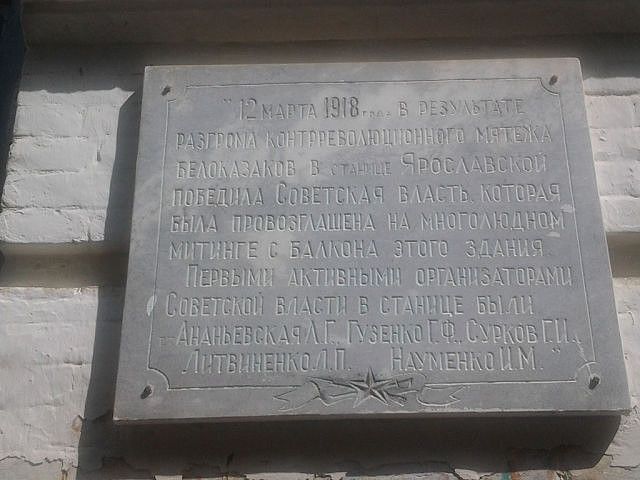 "12 МАРТА 1918 года В РЕЗУЛЬТАТЕ
РАЗГРОМА КОНТРРЕВОЛЮЦИОННОГО МЯТЕЖА
БЕЛОКАЗАКОВ В СТАНИЦЕ ЯРОСЛАВСКОЙ
ПОБЕДИЛА СОВЕТСКАЯ ВЛАСТЬ, КОТОРАЯ
БЫЛА ПРОВОЗГЛАШЕНА НА МНОГОЛЮДНОМ
МИТИНГЕ С БАЛКОНА ЭТОГО ЗДАНИЯ.
ПЕРВЫМИ АКТИВНЫМИ ОРГАНИЗАТОРАМИ
СОВЕТСКОЙ ВЛАСТИ В СТАНИЦЕ БЫЛИ
АНАНЬЕВСКАЯ Л.Г., ГУЗЕНКО Г.Ф., СУРКОВ Г.И.,
ЛИТВИНЕНКО Л.П. НАУМЕНКО И.М."